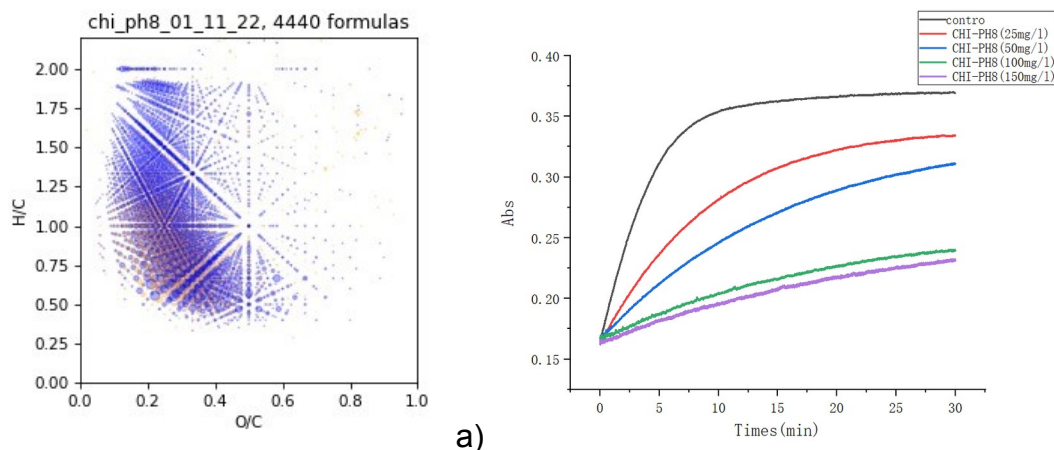 chi_ph8_01_11_22, 4440 formulas
2.00
1.75
1.50
1.25
1.00
0.75
0.50
0.25
0.00
H/C
0.0
0.2
0.4
0.6
0.8
1.0
O/C
a)
contro
CHI-PH8(25mg/l)
CHI-PH8(50mg/l)
CHI-PH8(100mg/l)
CHI-PH8(150mg/l)
0.40
0.35
0.30
0.25
0.20
0.15
Abs
0
5
10
15
20
25
30
Times(min)